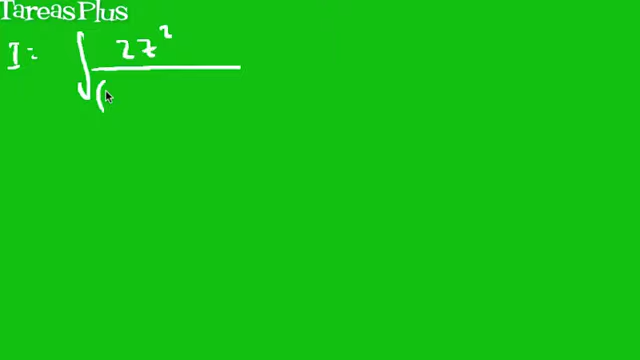 TareasPlus
I = ∫ 2z² / (